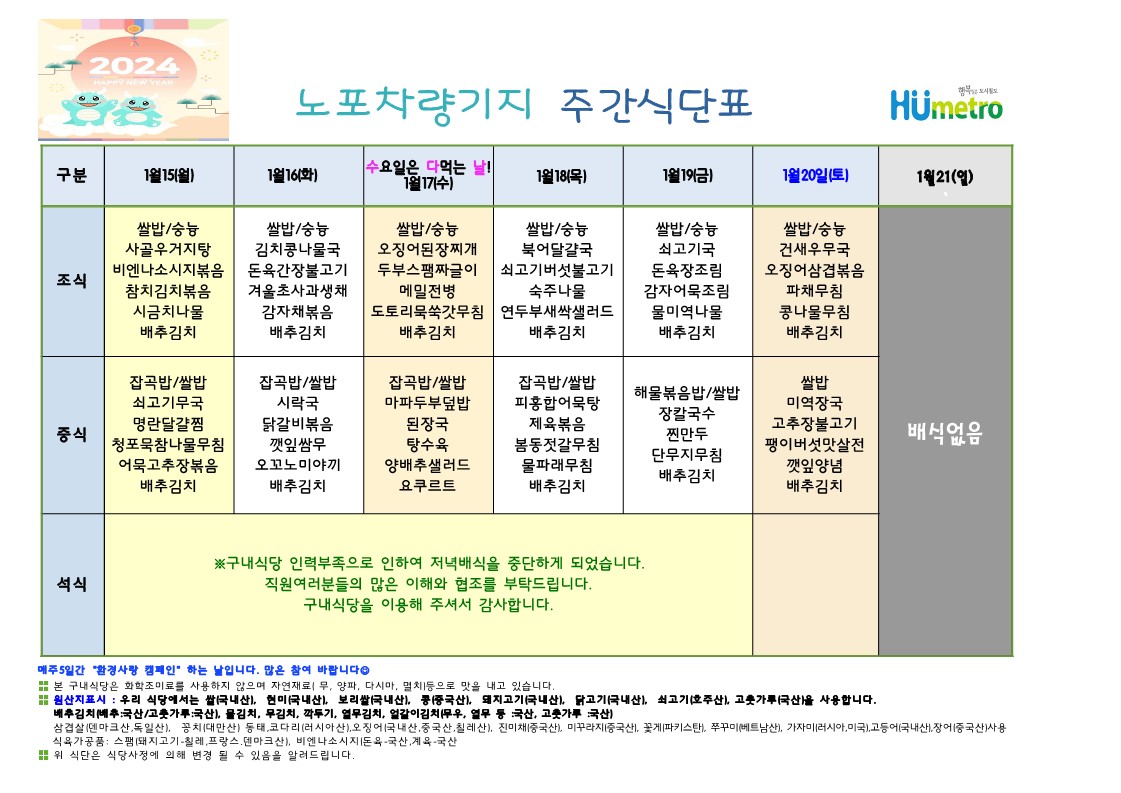 2024
HAPPY NEW YEAR
노포차량기지 주간식단표
Hümetro
구분
1월15(월)
1월16(화)
수요일은 다먹는 날!
1월17(수)
1월18(목)
1월19(금)
1월20일(토)
1월21(일)
조식
쌀밥/숭늉
사골우거지탕
비엔나소시지볶음
참치김치볶음
시금치나물
배추김치
쌀밥/숭늉
김치콩나물국
돈육간장불고기
겨울초사과생채
감자채볶음
배추김치
쌀밥/숭늉
오징어된장찌개
두부스팸짜글이
메밀전병
도토리묵쑥갓무침
배추김치
쌀밥/숭늉
북어달걀국
쇠고기버섯불고기
숙주나물
연두부새싹샐러드
배추김치
쌀밥/숭늉
쇠고기국
돈육장조림
감자어묵조림
물미역나물
배추김치
쌀밥/숭늉
건새우무국
오징어삼겹볶음
파채무침
콩나물무침
배추김치
중식
잡곡밥/쌀밥
쇠고기무국
명란달걀찜
청포묵참나물무침
어묵고추장볶음
배추김치
잡곡밥/쌀밥
시락국
닭갈비볶음
깻잎쌈무
오꼬노미야끼
배추김치
잡곡밥/쌀밥
마파두부덮밥
된장국
탕수육
양배추샐러드
요쿠르트
잡곡밥/쌀밥
피홍합어묵탕
제육볶음
봄동젓갈무침
물파래무침
배추김치
해물볶음밥/쌀밥
장칼국수
찐만두
단무지무침
배추김치
쌀밥
미역장국
고추장불고기
팽이버섯맛살전
깻잎양념
배추김치
배식없음
석식
※구내식당 인력부족으로 인하여 저녁배식을 중단하게 되었습니다.
직원여러분들의 많은 이해와 협조를 부탁드립니다.
구내식당을 이용해 주셔서 감사합니다.
매주5일간 "환경사랑 캠페인" 하는 날입니다. 많은 참여 바랍니다☺
본 구내식당은 화학조미료를 사용하지 않으며 자연재료( 무, 양파, 다시마, 멸치)등으로 맛을 내고 있습니다.
원산지표시 : 우리 식당에서는 쌀(국내산), 현미(국내산), 보리쌀(국내산), 콩(중국산), 돼지고기(국내산), 닭고기(국내산), 쇠고기(호주산), 고춧가루(국산)을 사용합니다.
배추김치(배추:국산/고춧가루:국산), 물김치, 무김치, 깍두기, 열무김치, 얼갈이김치(무우, 열무 등 :국산, 고춧가루 :국산)
삼겹살(덴마크산,독일산), 꽁치(대만산) 동태,코다리(러시아산),오징어(국내산,중국산,칠레산), 진미채(중국산), 미꾸라지(중국산), 꽃게(파키스탄), 쭈꾸미(베트남산), 가자미(러시아,미국),고등어(국내산),장어(중국산)사용
식육가공품: 스팸(돼지고기-칠레,프랑스,덴마크산), 비엔나소시지(돈육-국산,계육-국산
위 식단은 식당사정에 의해 변경 될 수 있음을 알려드립니다.